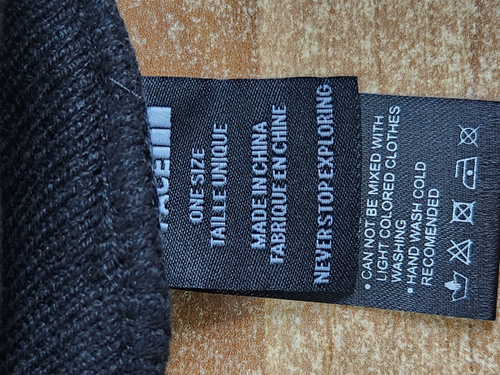 FACE
ONE SIZE
TAILLE UNIQUE
MADE IN CHINA
FABRIQUE EN CHINE
NEVER STOP EXPLORING
• CAN NOT BE MIXED WITH
LIGHT COLORED CLOTHES
WASHING
• HAND WASH COLD
RECOMENDED